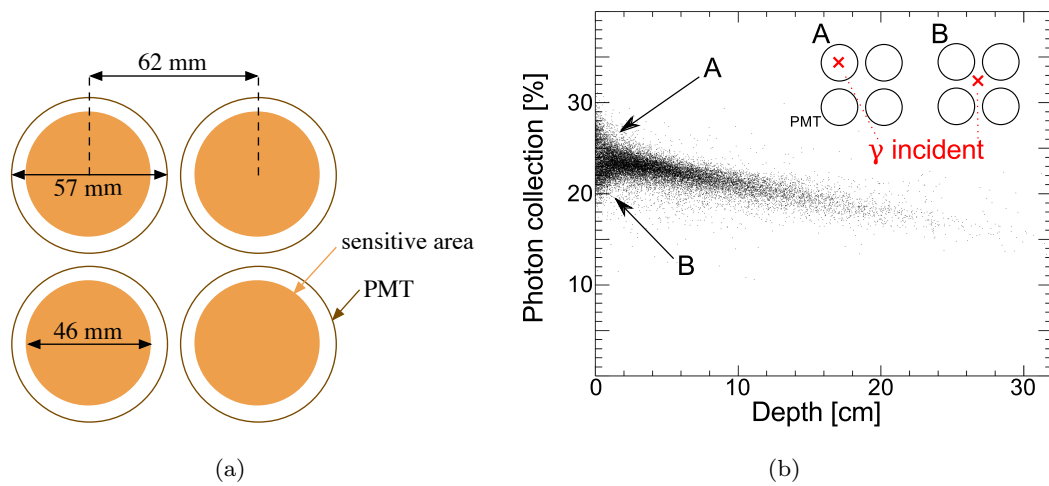 62 mm
57 mm
sensitive area
PMT
46 mm
(a)
Photon collection [%]
30
20
10
0
0
10
20
30
Depth [cm]
A
B
A
B
PMT
γ incident
(b)